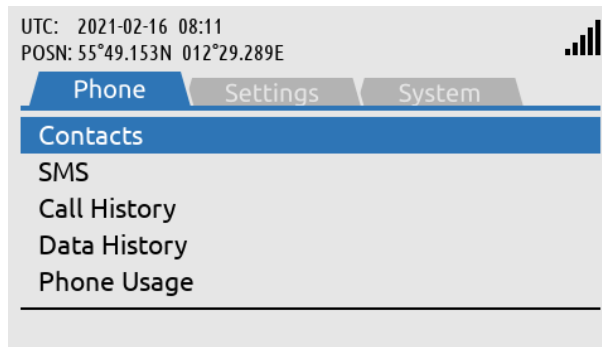 UTC: 2021-02-16 08:11
POSN: 55°49.153N 012°29.289E
Phone Settings System
Contacts
SMS
Call History
Data History
Phone Usage